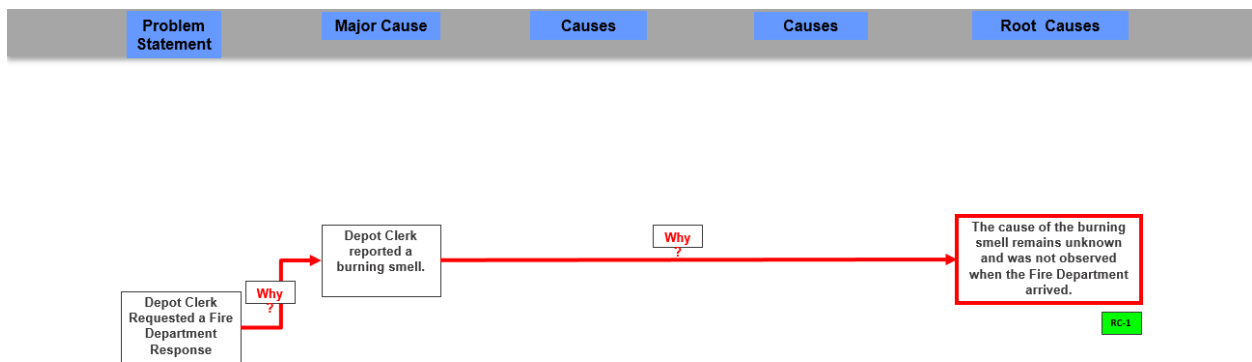 Problem
Statement
Major Cause
Causes
Causes
Root Causes
Depot Clerk
reported a
burning smell.
Why
?
The cause of the burning
smell remains unknown
and was not observed
when the Fire Department
arrived.
Why
?
Depot Clerk
Requested a Fire
Department
Response
RC-1